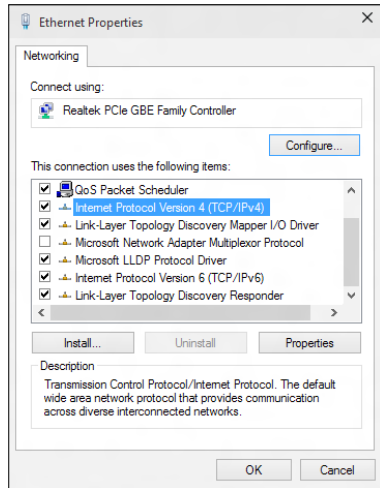 Ethernet Properties
Networking
Connect using:
Realtek PCIe GBE Family Controller
Configure...
This connection uses the following items:
QoS Packet Scheduler
Internet Protocol Version 4 (TCP/IPv4)
Link-Layer Topology Discovery Mapper I/O Driver
Microsoft Network Adapter Multiplexor Protocol
Microsoft LLDP Protocol Driver
Internet Protocol Version 6 (TCP/IPv6)
Link-Layer Topology Discovery Responder
Install... Uninstall Properties
Description
Transmission Control Protocol/Internet Protocol. The default
wide area network protocol that provides communication
across diverse interconnected networks.
OK Cancel